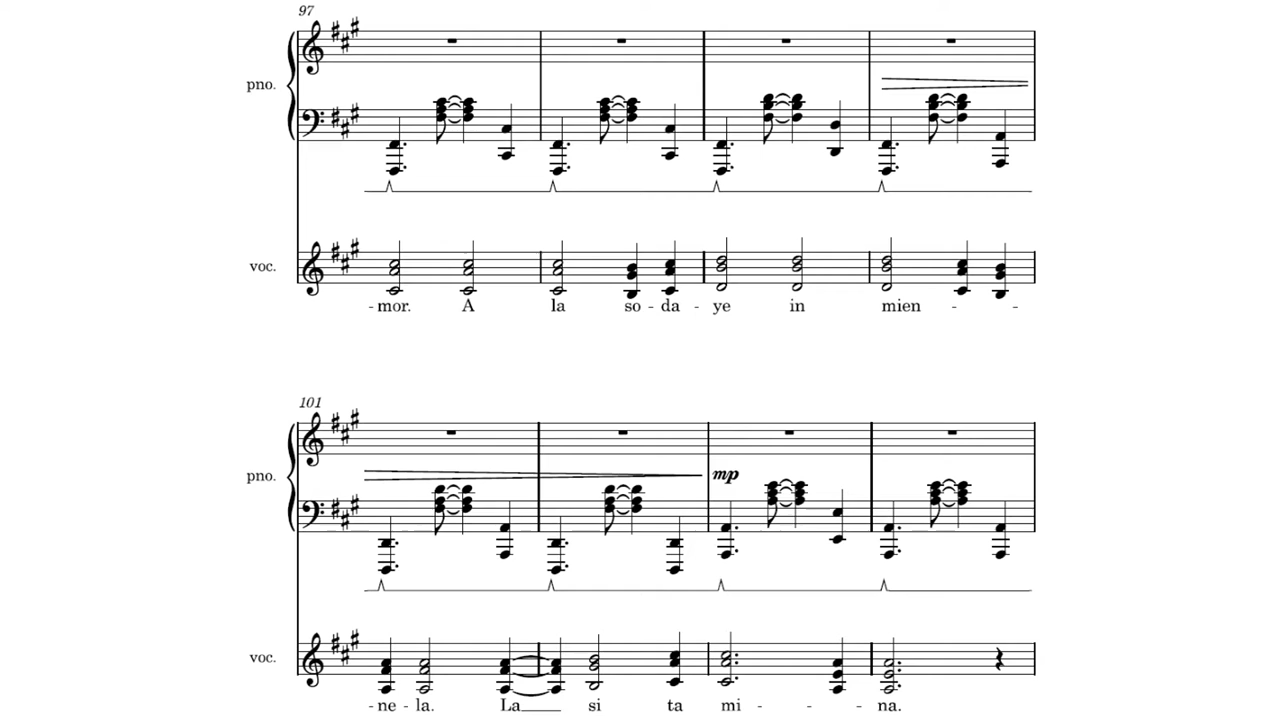 97
pno.
voc.
- mor. A la so - da - ye in mien - -
101
pno.
mp
voc.
- ne - la. La___ si ta mi - - na.